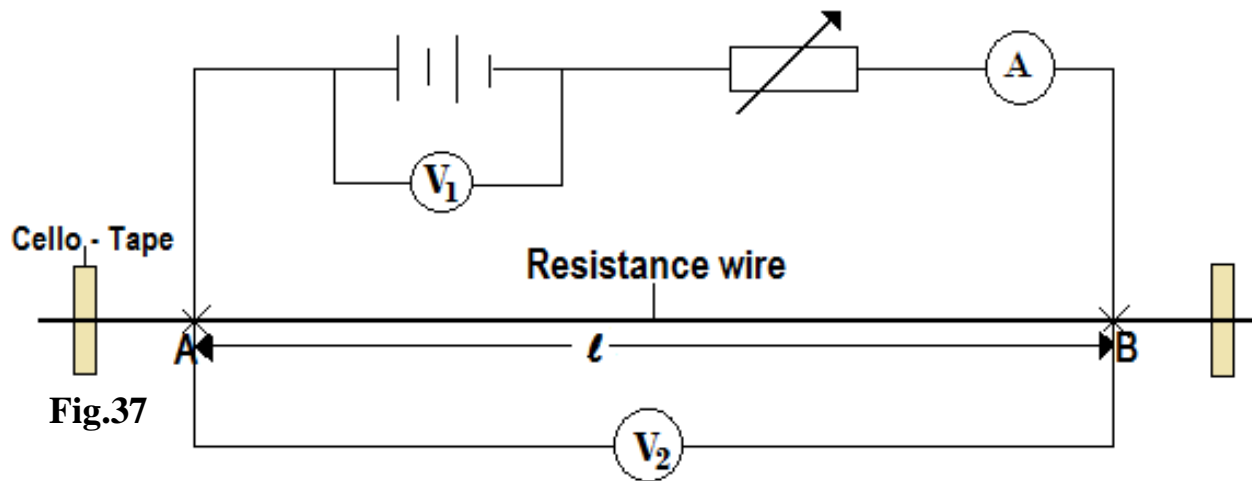 A
V₁
Cello - Tape
Resistance wire
A
ℓ
B
Fig.37
V₂